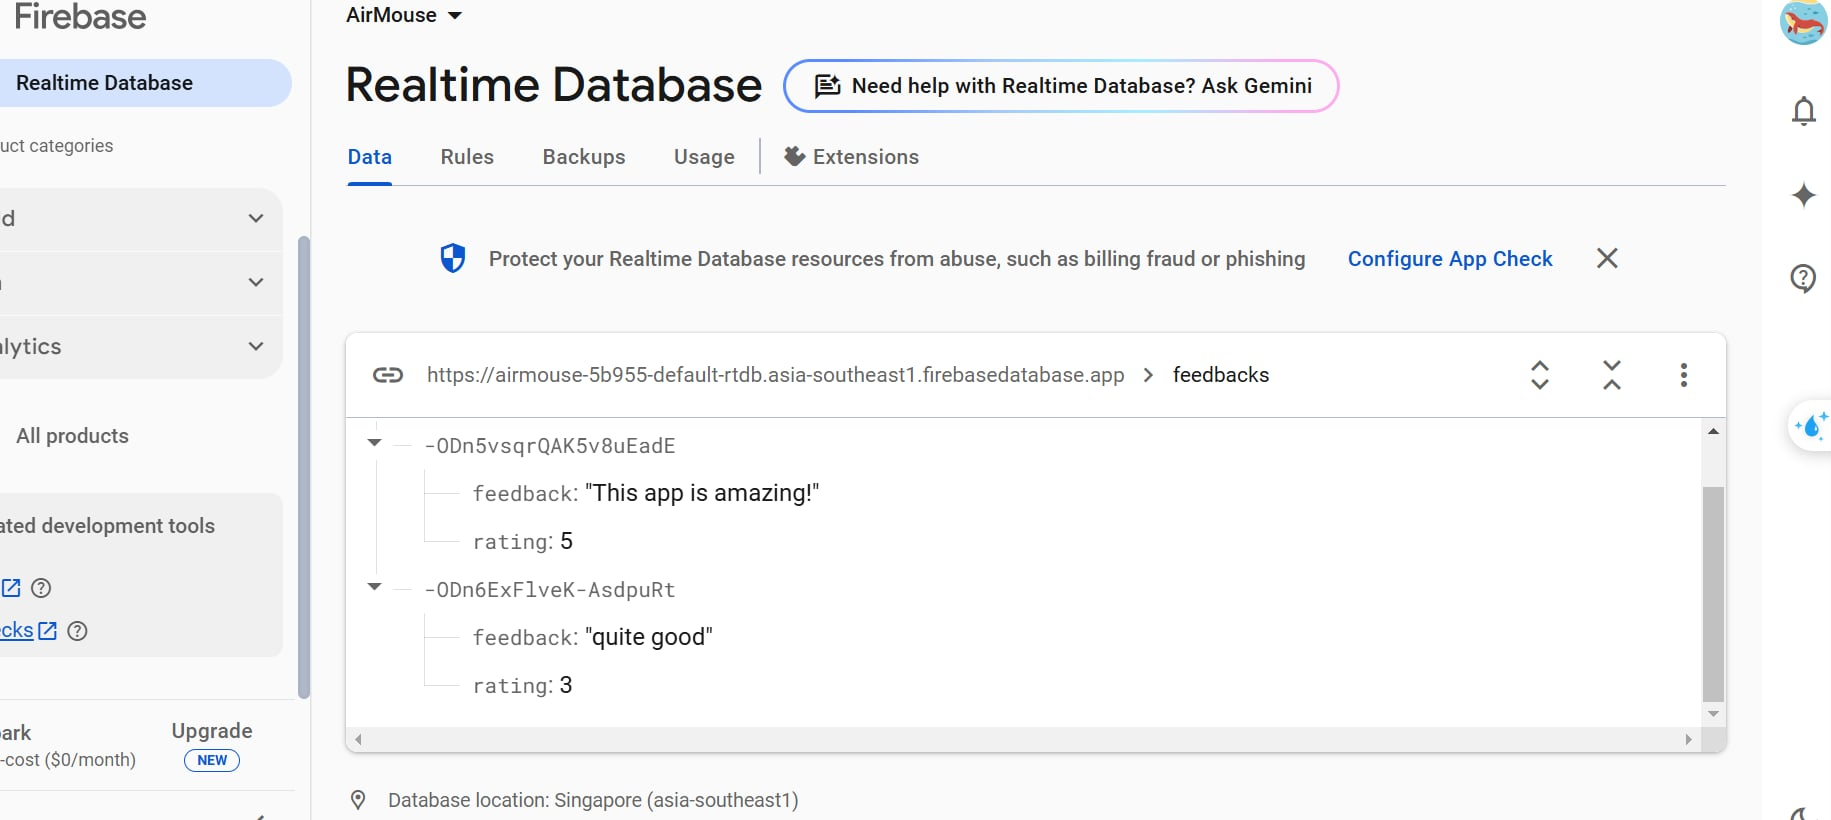 Firebase
AirMouse
Realtime Database
Realtime Database
Need help with Realtime Database? Ask Gemini
uct categories
Data
Rules
Backups
Usage
Extensions
d
Protect your Realtime Database resources from abuse, such as billing fraud or phishing
Configure App Check
alytics
https://airmouse-5b955-default-rtdb.asia-southeast1.firebasedatabase.app
feedbacks
All products
-ODn5vsqrQAK5v8uEadE
feedback: "This app is amazing!"
rating: 5
ated development tools
-ODn6ExFlveK-AsdpuRt
feedback: "quite good"
rating: 3
ecks
park
-cost ($0/month)
Upgrade
NEW
Database location: Singapore (asia-southeast1)